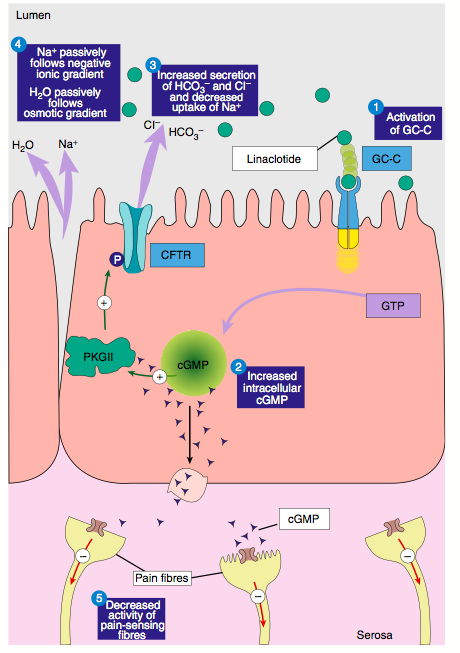 Lumen
4
Na⁺ passively
follows negative
ionic gradient
H₂O passively
follows
osmotic gradient
3
Increased secretion
of HCO₃⁻ and Cl⁻
and decreased
uptake of Na⁺
1
Activation
of GC-C
Cl⁻
HCO₃⁻
H₂O
Na⁺
Linaclotide
GC-C
P
CFTR
GTP
+
PKGII
cGMP
+
2
Increased
intracellular
cGMP
cGMP
−
−
−
Pain fibres
5
Decreased
activity of
pain-sensing
fibres
Serosa